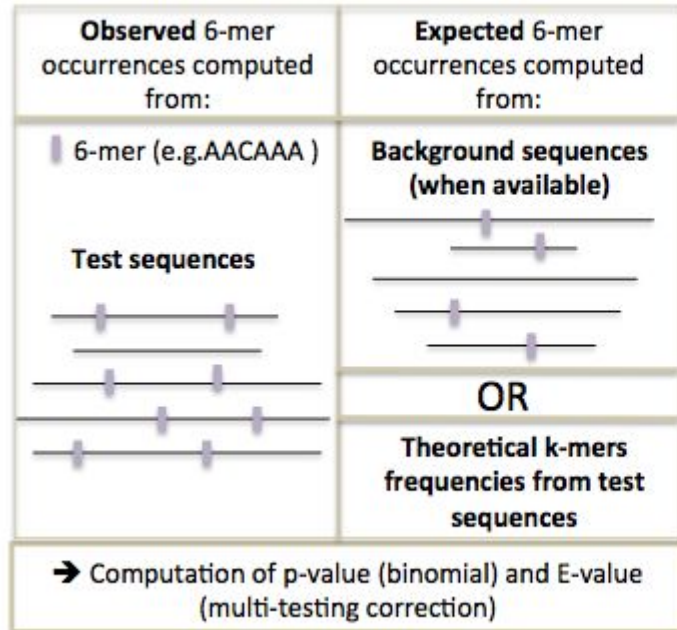 Observed 6-mer
occurrences computed
from:
Expected 6-mer
occurrences computed
from:
6-mer (e.g.AACAAA )
Test sequences
Background sequences
(when available)
OR
Theoretical k-mers
frequencies from test
sequences
➔ Computation of p-value (binomial) and E-value
(multi-testing correction)